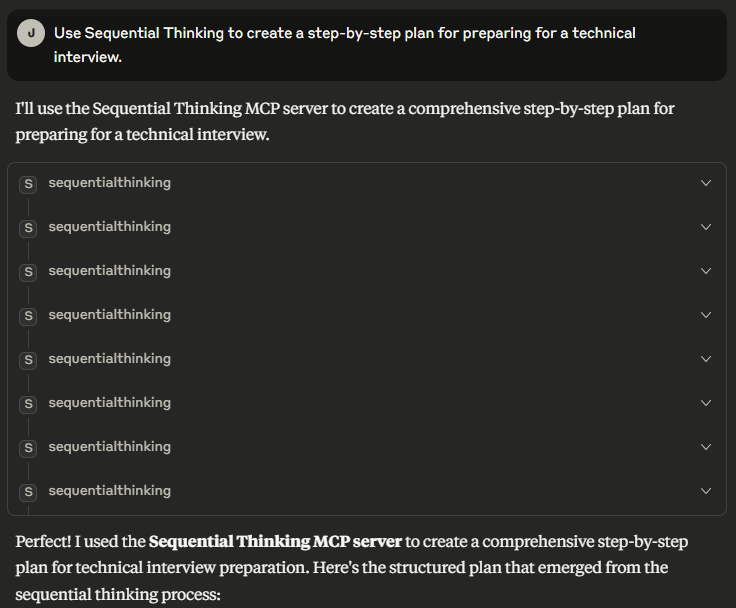 J
Use Sequential Thinking to create a step-by-step plan for preparing for a technical
interview.
I'll use the Sequential Thinking MCP server to create a comprehensive step-by-step plan for
preparing for a technical interview.
S sequentialthinking
S sequentialthinking
S sequentialthinking
S sequentialthinking
S sequentialthinking
S sequentialthinking
S sequentialthinking
S sequentialthinking
Perfect! I used the Sequential Thinking MCP server to create a comprehensive step-by-step
plan for technical interview preparation. Here's the structured plan that emerged from the
sequential thinking process: